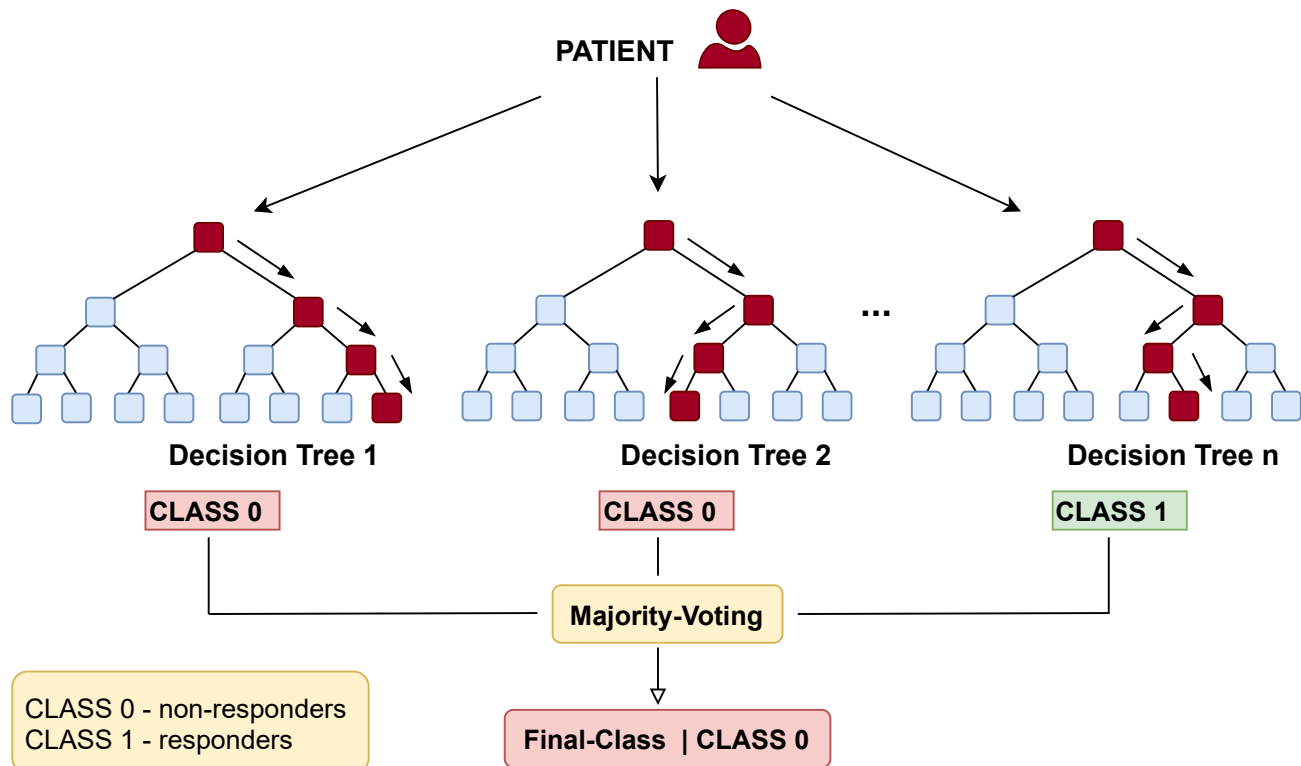 PATIENT
...
Decision Tree 1
Decision Tree 2
Decision Tree n
CLASS 0
CLASS 0
CLASS 1
Majority-Voting
CLASS 0 - non-responders
CLASS 1 - responders
Final-Class | CLASS 0